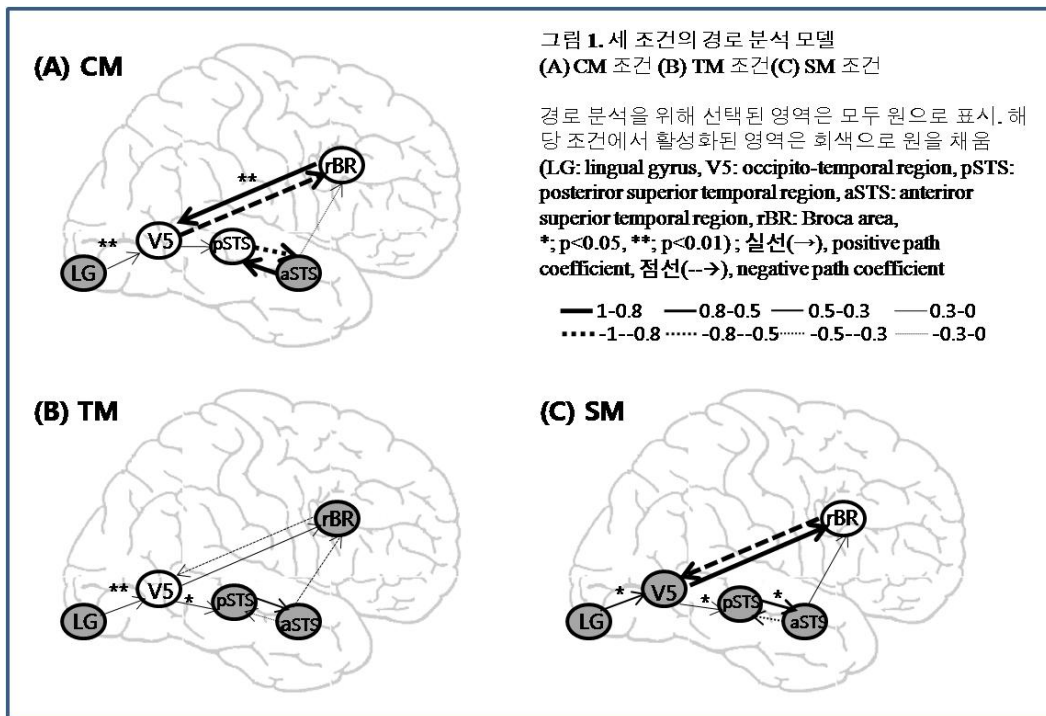 (A) CM
rBR
**
**
V5
pSTS
LG
aSTS
그림 1. 세 조건의 경로 분석 모델
(A) CM 조건 (B) TM 조건(C) SM 조건
경로 분석을 위해 선택된 영역은 모두 원으로 표시. 해
당 조건에서 활성화된 영역은 회색으로 원을 채움
(LG: lingual gyrus, V5: occipito-temporal region, pSTS:
posteriror superior temporal region, aSTS: anteriror
superior temporal region, rBR: Broca area,
*; p<0.05, **; p<0.01) ; 실선(→), positive path
coefficient, 점선(--→), negative path coefficient
1-0.8 0.8-0.5 0.5-0.3 0.3-0
-1--0.8 -0.8--0.5 -0.5--0.3 -0.3-0
(B) TM
rBR
**
V5
*
pSTS
LG
aSTS
(C) SM
rBR
*
V5
*
pSTS
*
LG
aSTS